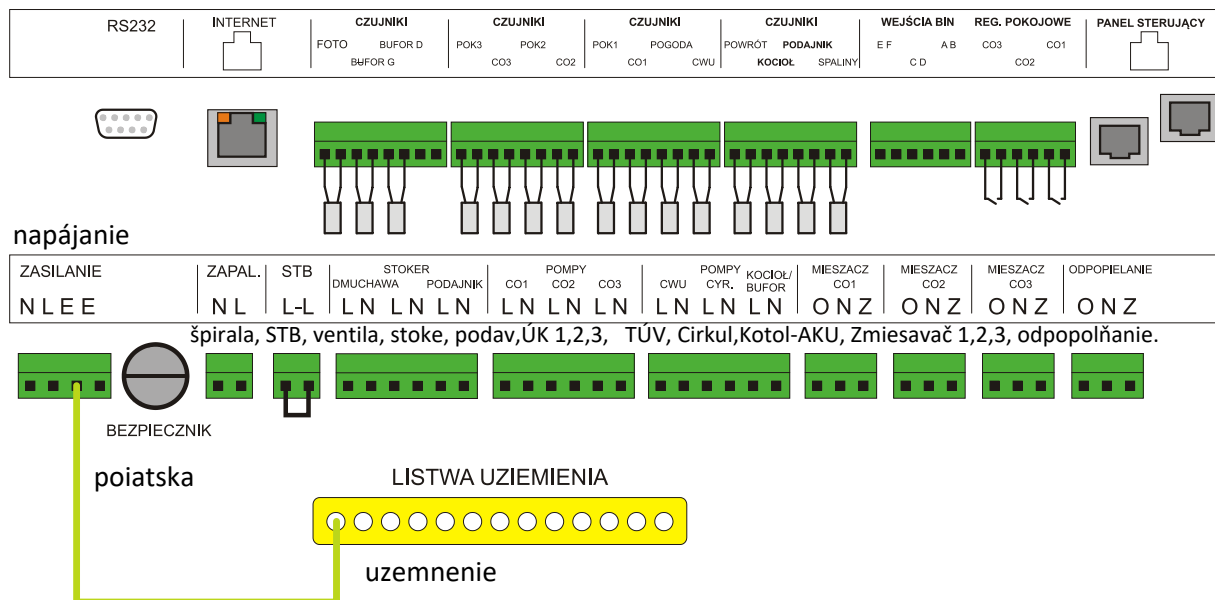 RS232
INTERNET
CZUJNIKI
CZUJNIKI
CZUJNIKI
CZUJNIKI
WEJŚCIA BIN
REG. POKOJOWE
PANEL STERUJĄCY
FOTO BUFOR D
BUFOR G
POK3 POK2
CO3 CO2
POK1 POGODA
CO1 CWU
POWRÓT PODAJNIK
KOCIOŁ SPALINY
E F A B
C D
CO3 CO1
CO2
napájanie
ZASILANIE
N L E E
ZAPAL.
N L
STB
L-L
STOKER
DMUCHAWA PODAJNIK
L N L N L N
POMPY
CO1 CO2 CO3
L N L N L N
POMPY
CWU CYR. KOCIOŁ/
BUFOR
L N L N L N
MIESZACZ
CO1
O N Z
MIESZACZ
CO2
O N Z
MIESZACZ
CO3
O N Z
ODPOPIELANIE
O N Z
špirala, STB, ventila, stoke, podav,ÚK 1,2,3, TÚV, Cirkul,Kotol-AKU, Zmiesavač 1,2,3, odpopolňanie.
BEZPIECZNIK
poiatska
LISTWA UZIEMIENIA
uzemnenie